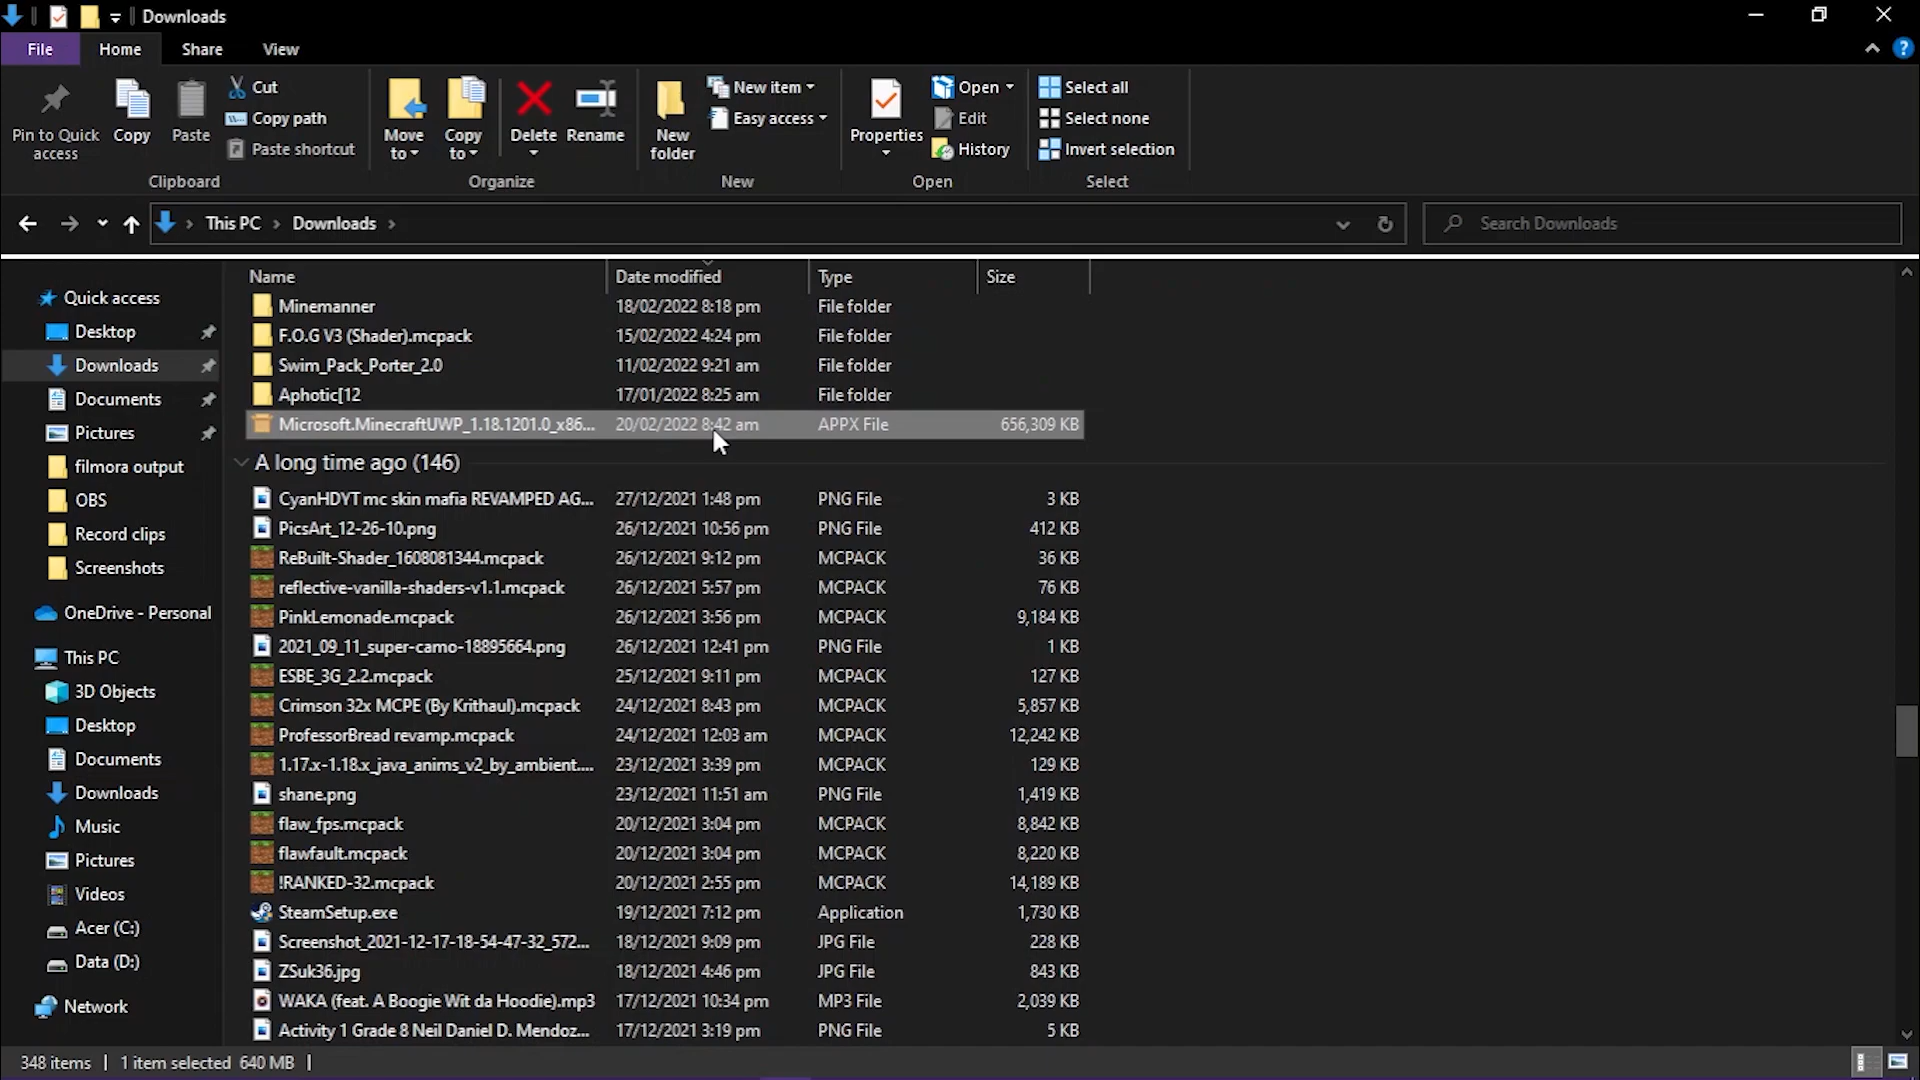 Downloads
File Home Share View
Pin to Quick access
Copy
Paste
Cut
Copy path
Paste shortcut
Clipboard
Move to
Copy to
Delete
Rename
Organize
New folder
New item
Easy access
New
Properties
Open
Edit
History
Open
Select all
Select none
Invert selection
Select
This PC > Downloads >
Search Downloads
Name Date modified Type Size
Quick access
Desktop
Downloads
Documents
Pictures
filmora output
OBS
Record clips
Screenshots
OneDrive - Personal
This PC
3D Objects
Desktop
Documents
Downloads
Music
Pictures
Videos
Acer (C:)
Data (D:)
Network
Minemanner 18/02/2022 8:18 pm File folder
F.O.G V3 (Shader).mcpack 15/02/2022 4:24 pm File folder
Swim_Pack_Porter_2.0 11/02/2022 9:21 am File folder
Aphotic[12 17/01/2022 8:25 am File folder
Microsoft.MinecraftUWP_1.18.1201.0_x86... 20/02/2022 8:42 am APPX File 656,309 KB
A long time ago (146)
CyanHDYT mc skin mafia REVAMPED AG... 27/12/2021 1:48 pm PNG File 3 KB
PicsArt_12-26-10.png 26/12/2021 10:56 pm PNG File 412 KB
ReBuilt-Shader_1608081344.mcpack 26/12/2021 9:12 pm MCPACK 36 KB
reflective-vanilla-shaders-v1.1.mcpack 26/12/2021 5:57 pm MCPACK 76 KB
PinkLemonade.mcpack 26/12/2021 3:56 pm MCPACK 9,184 KB
2021_09_11_super-camo-18895664.png 26/12/2021 12:41 pm PNG File 1 KB
ESBE_3G_2.2.mcpack 25/12/2021 9:11 pm MCPACK 127 KB
Crimson 32x MCPE (By Krithaul).mcpack 24/12/2021 8:43 pm MCPACK 5,857 KB
ProfessorBread revamp.mcpack 24/12/2021 12:03 am MCPACK 12,242 KB
1.17.x-1.18.x_java_anims_v2_by_ambient.... 23/12/2021 3:39 pm MCPACK 129 KB
shane.png 23/12/2021 11:51 am PNG File 1,419 KB
flaw_fps.mcpack 20/12/2021 3:04 pm MCPACK 8,842 KB
flawfault.mcpack 20/12/2021 3:04 pm MCPACK 8,220 KB
!RANKED-32.mcpack 20/12/2021 2:55 pm MCPACK 14,189 KB
SteamSetup.exe 19/12/2021 7:12 pm Application 1,730 KB
Screenshot_2021-12-17-18-54-47-32_572... 18/12/2021 9:09 pm JPG File 228 KB
ZSuk36.jpg 18/12/2021 4:46 pm JPG File 843 KB
WAKA (feat. A Boogie Wit da Hoodie).mp3 17/12/2021 10:34 pm MP3 File 2,039 KB
Activity 1 Grade 8 Neil Daniel D. Mendoz... 17/12/2021 3:19 pm PNG File 5 KB
348 items | 1 item selected 640 MB |